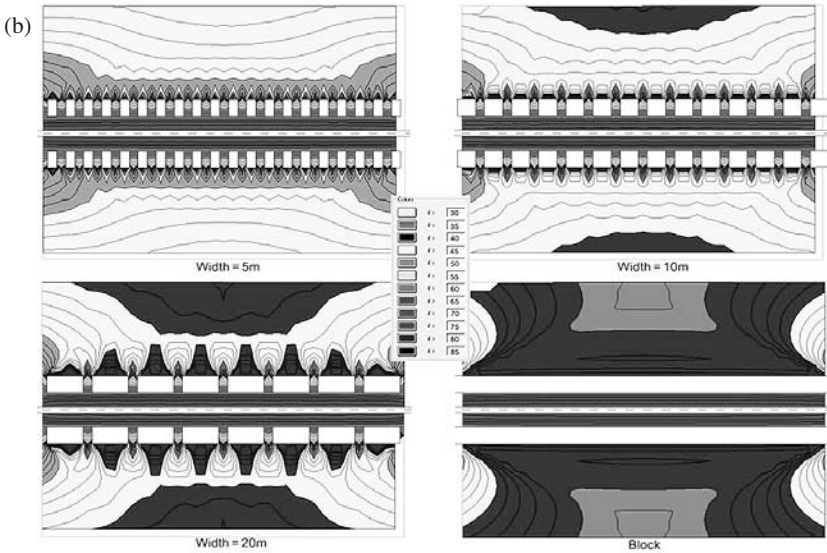 (b)
Width = 5m
Width = 10m
Colors
> 30
> 35
> 40
> 45
> 50
> 55
> 60
> 65
> 70
> 75
> 80
> 85
Width = 20m
Block